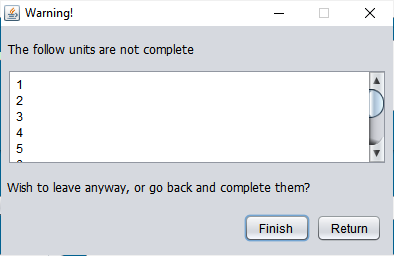 Warning!
The follow units are not complete
1
2
3
4
5
Wish to leave anyway, or go back and complete them?
Finish
Return